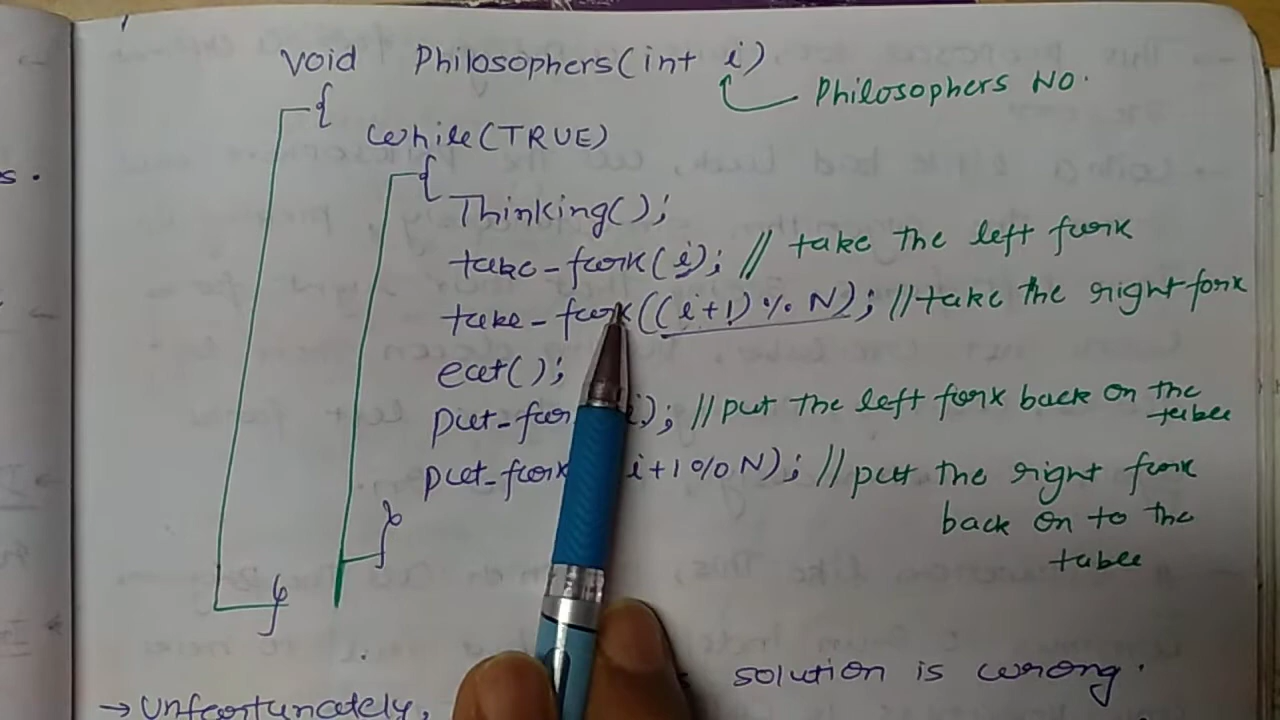 void Philosophers(int i)
Philosophers NO.
{
while(TRUE)
{
Thinking();
take-fork(i); // take the left fork
take-fork((i+1)% N); // take the right fork
eat();
put-for i); // put the left fork back on the table
put-fork i+1%N); // put the right fork
back on to the
table
}
}
s.
solution is wrong.
→ Unfortunately,